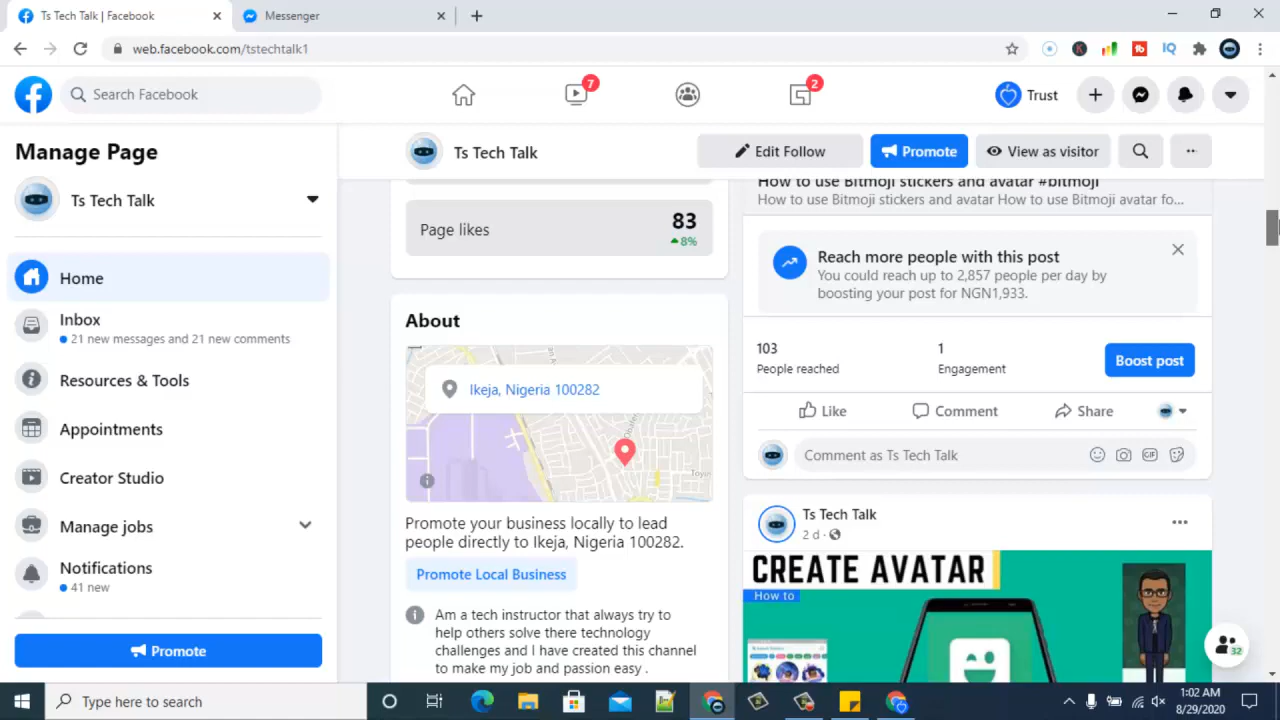 Ts Tech Talk | Facebook
Messenger
web.facebook.com/tstechtalk1
Search Facebook
7
2
Trust
Manage Page
Ts Tech Talk
Home
Inbox
21 new messages and 21 new comments
Resources & Tools
Appointments
Creator Studio
Manage jobs
Notifications
41 new
Promote
Ts Tech Talk
Edit Follow
Promote
View as visitor
Page likes
83
8%
About
Ikeja, Nigeria 100282
Promote your business locally to lead
people directly to Ikeja, Nigeria 100282.
Promote Local Business
Am a tech instructor that always try to
help others solve there technology
challenges and I have created this channel
to make my job and passion easy .
How to use Bitmoji stickers and avatar #bitmoji
How to use Bitmoji stickers and avatar How to use Bitmoji avatar fo...
Reach more people with this post
You could reach up to 2,857 people per day by
boosting your post for NGN1,933.
103
People reached
1
Engagement
Boost post
Like
Comment
Share
Comment as Ts Tech Talk
GIF
Ts Tech Talk
2 d
CREATE AVATAR
How to
32
Type here to search
1:02 AM
8/29/2020